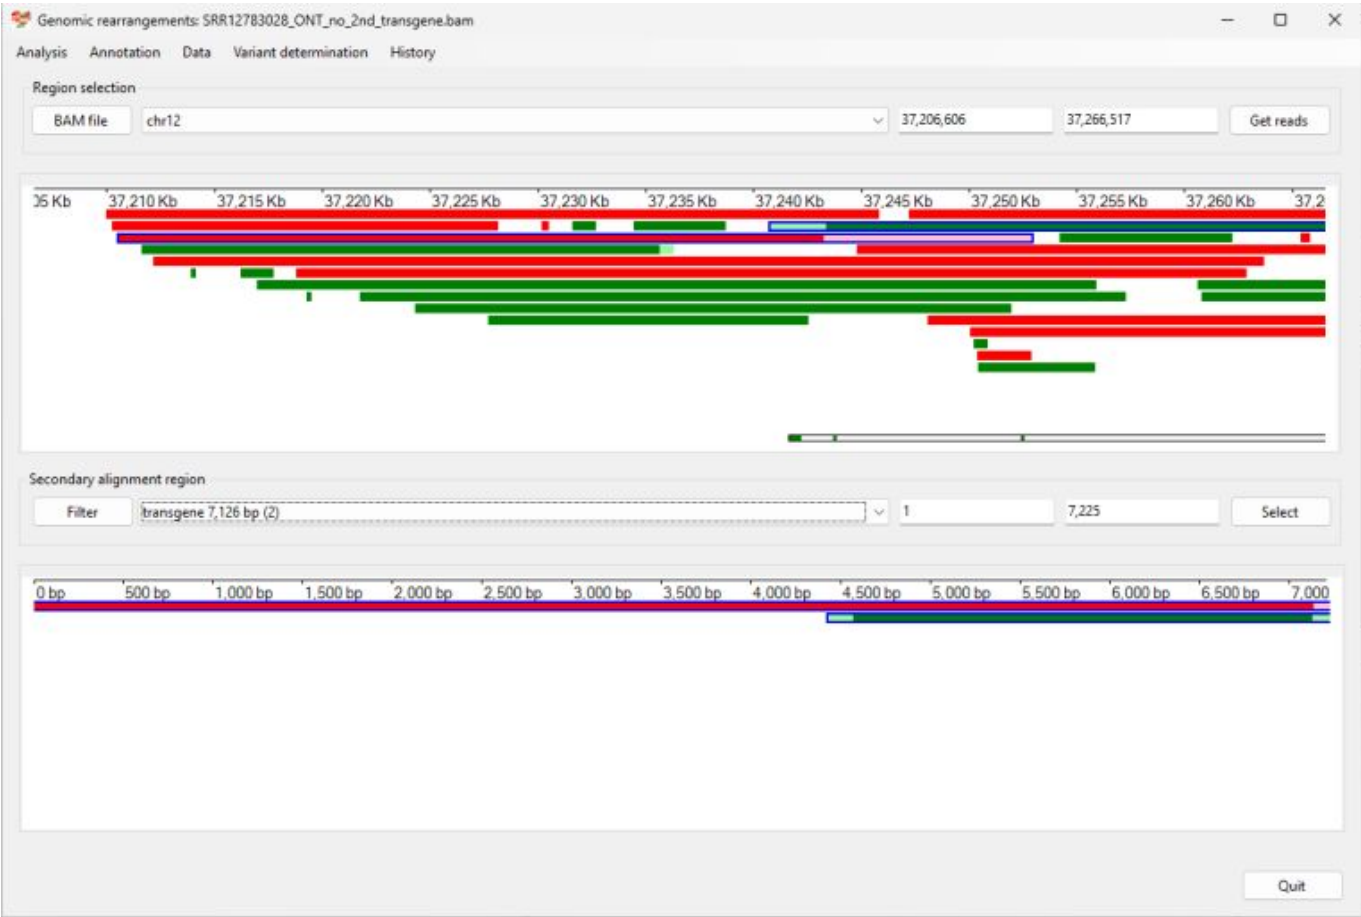 Genomic rearrangements: SRR12783028_ONT_no_2nd_transgene.bam
Analysis Annotation Data Variant determination History
Region selection
BAM file chr12 37,206,606 37,266,517 Get reads
05 Kb 37,210 Kb 37,215 Kb 37,220 Kb 37,225 Kb 37,230 Kb 37,235 Kb 37,240 Kb 37,245 Kb 37,250 Kb 37,255 Kb 37,260 Kb 37,2
Secondary alignment region
Filter transgene 7,126 bp (2) 1 7,225 Select
0 bp 500 bp 1,000 bp 1,500 bp 2,000 bp 2,500 bp 3,000 bp 3,500 bp 4,000 bp 4,500 bp 5,000 bp 5,500 bp 6,000 bp 6,500 bp 7,000
Quit